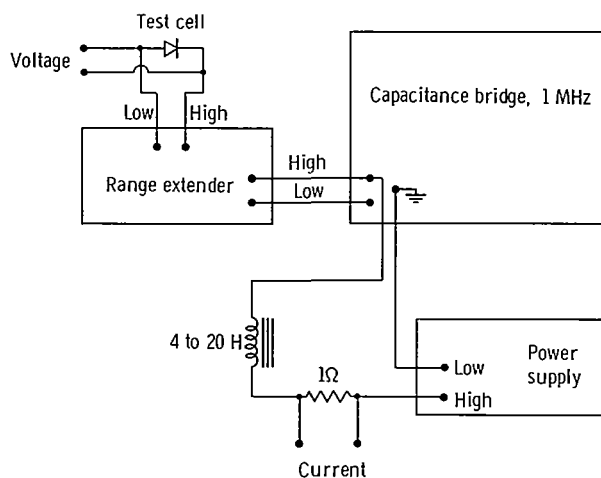 Test cell
Voltage
Low
High
Capacitance bridge, 1 MHz
Range extender
High
Low
4 to 20 H
1Ω
Low
High
Power
supply
Current